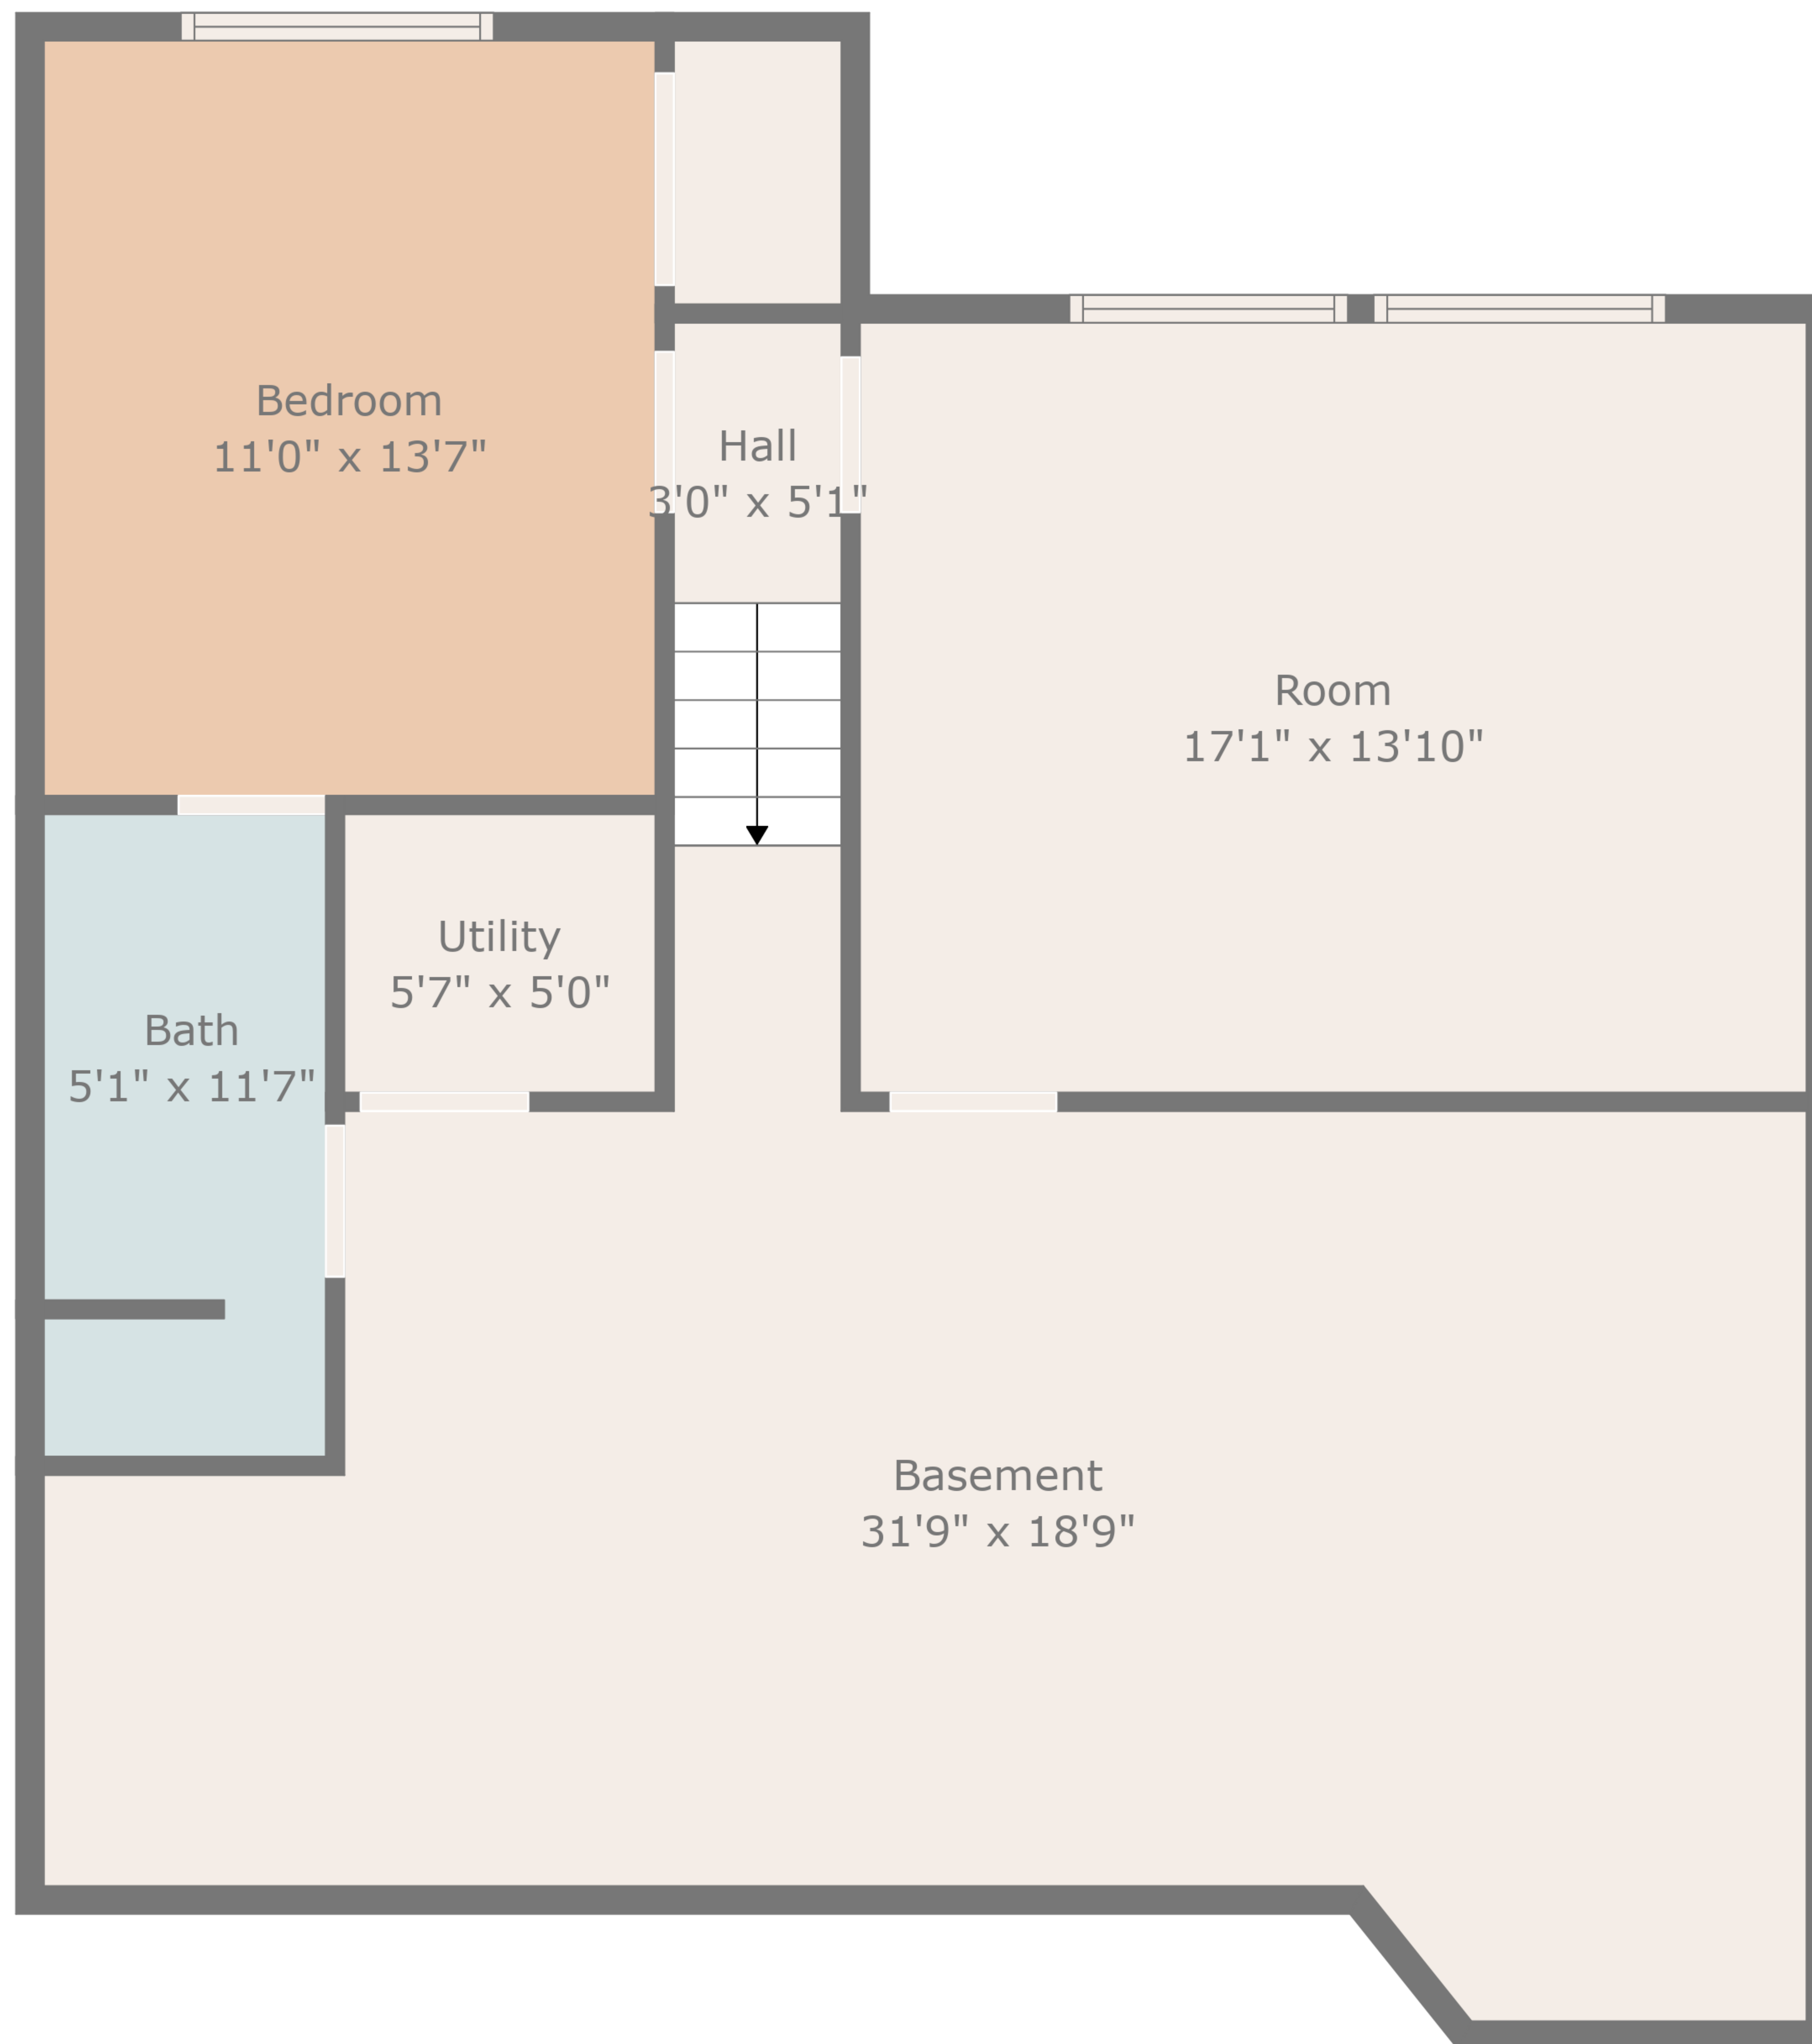 Bedroom
11'0" x 13'7"
Hall
3'0" x 5'1"
Room
17'1" x 13'10"
Utility
5'7" x 5'0"
Bath
5'1" x 11'7"
Basement
31'9" x 18'9"